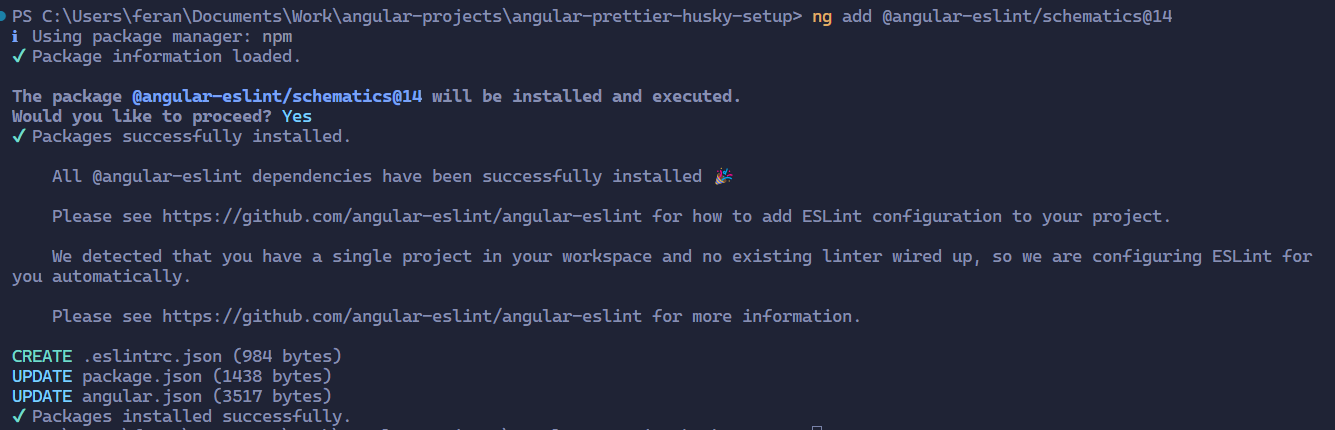 PS C:\Users\feran\Documents\Work\angular-projects\angular-prettier-husky-setup> ng add @angular-eslint/schematics@14
ℹ Using package manager: npm
✔ Package information loaded.
The package @angular-eslint/schematics@14 will be installed and executed.
Would you like to proceed? Yes
✔ Packages successfully installed.
All @angular-eslint dependencies have been successfully installed 🎉
Please see https://github.com/angular-eslint/angular-eslint for how to add ESLint configuration to your project.
We detected that you have a single project in your workspace and no existing linter wired up, so we are configuring ESLint for
you automatically.
Please see https://github.com/angular-eslint/angular-eslint for more information.
CREATE .eslintrc.json (984 bytes)
UPDATE package.json (1438 bytes)
UPDATE angular.json (3517 bytes)
✔ Packages installed successfully.